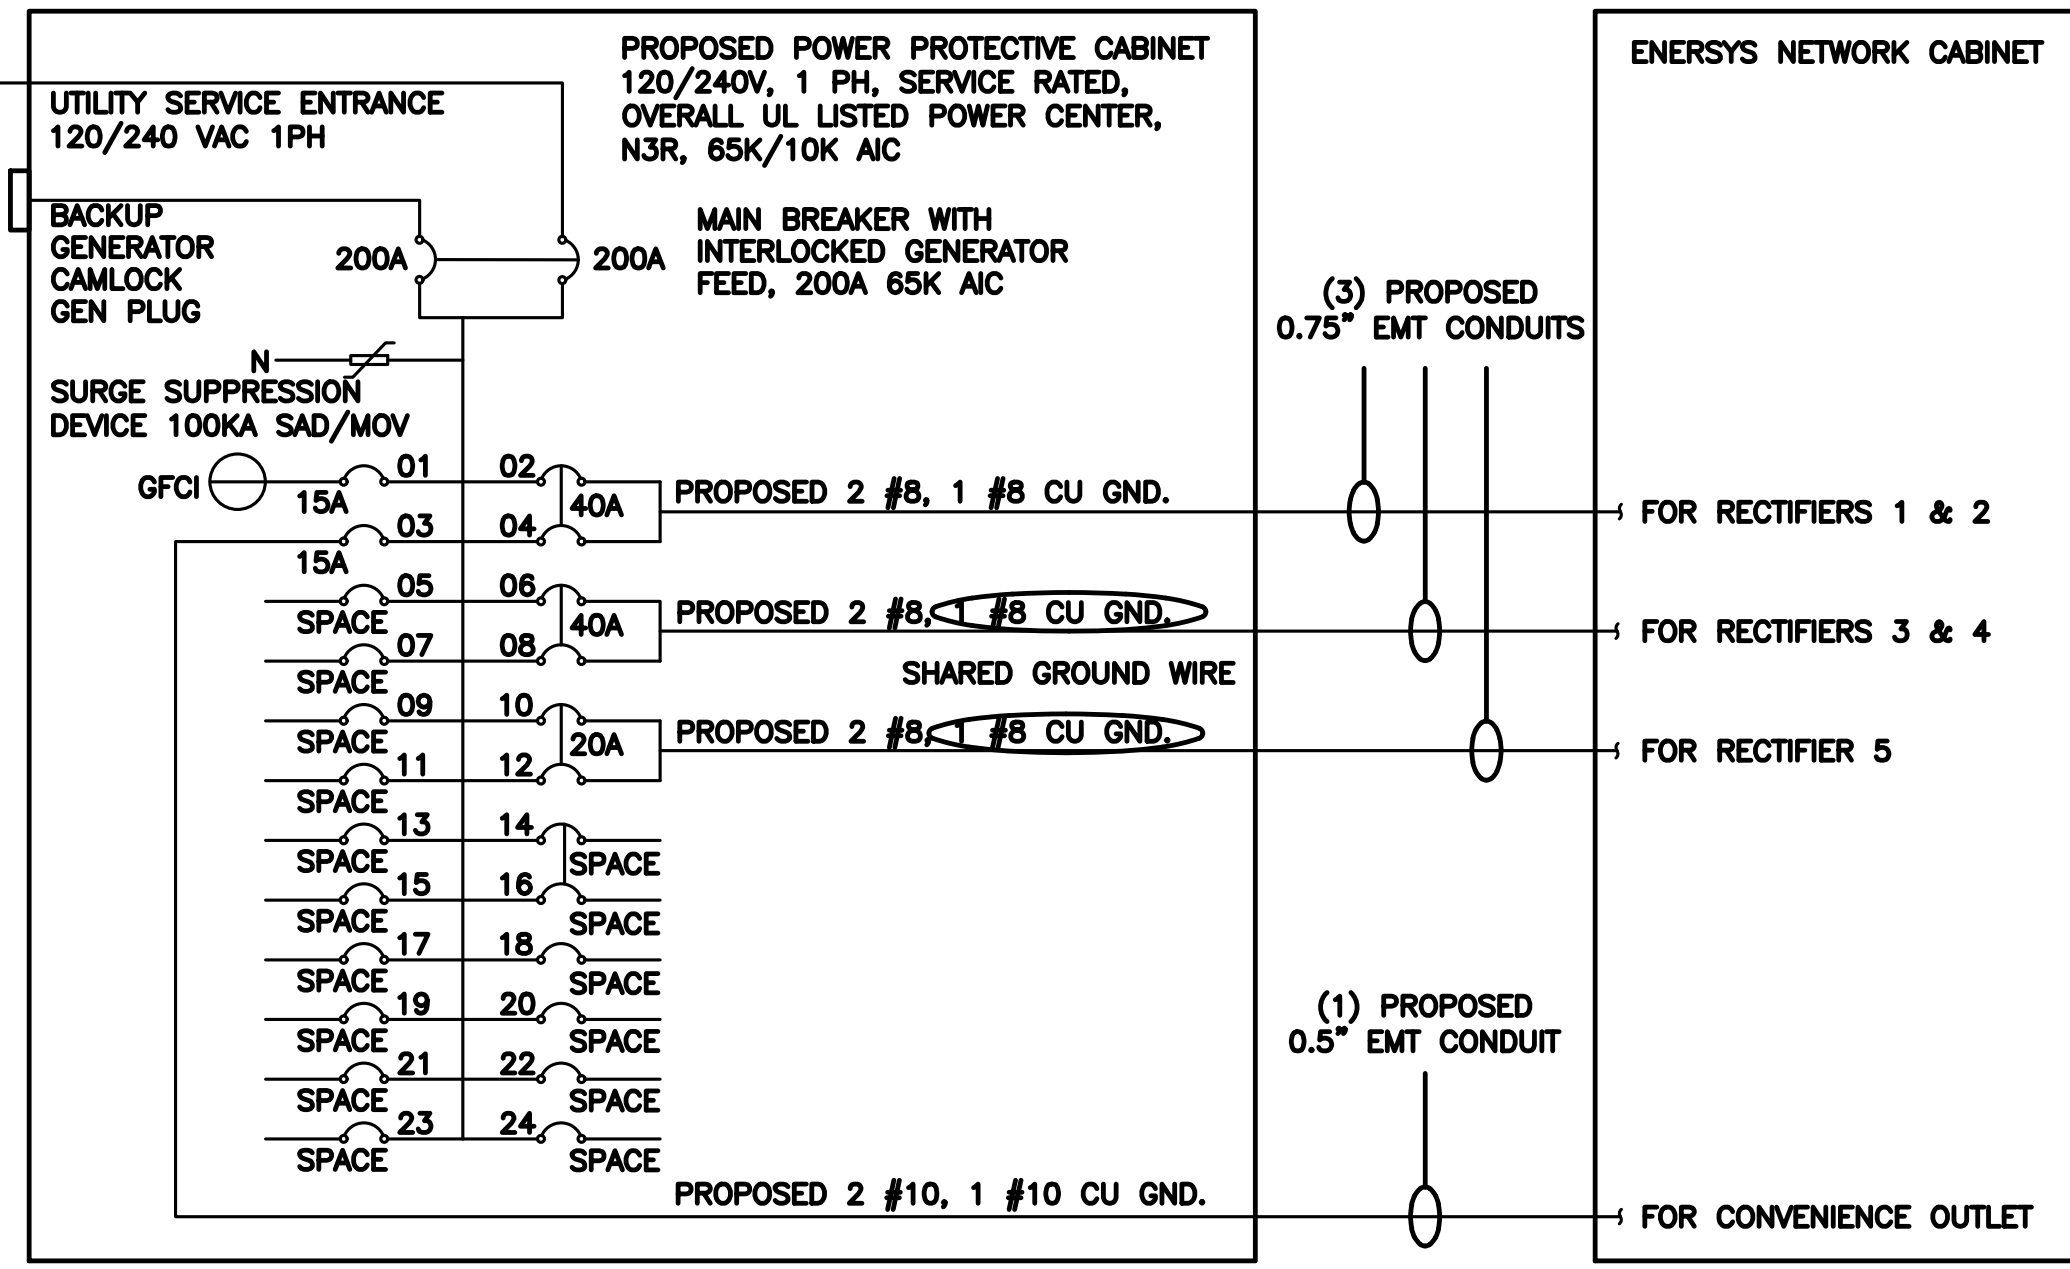 PROPOSED POWER PROTECTIVE CABINET
120/240V, 1 PH, SERVICE RATED,
OVERALL UL LISTED POWER CENTER,
N3R, 65K/10K AIC
ENERSYS NETWORK CABINET
UTILITY SERVICE ENTRANCE
120/240 VAC 1PH
BACKUP
GENERATOR
CAMLOCK
GEN PLUG
200A
200A
MAIN BREAKER WITH
INTERLOCKED GENERATOR
FEED, 200A 65K AIC
(3) PROPOSED
0.75" EMT CONDUITS
N
SURGE SUPPRESSION
DEVICE 100KA SAD/MOV
GFCI
15A
01
02
40A
PROPOSED 2 #8, 1 #8 CU GND.
FOR RECTIFIERS 1 & 2
15A
03
04
SPACE
05
06
40A
PROPOSED 2 #8, 1 #8 CU GND.
FOR RECTIFIERS 3 & 4
SPACE
07
08
SHARED GROUND WIRE
SPACE
09
10
20A
PROPOSED 2 #8, 1 #8 CU GND.
FOR RECTIFIER 5
SPACE
11
12
SPACE
13
14
SPACE
SPACE
15
16
SPACE
SPACE
17
18
SPACE
SPACE
19
20
SPACE
SPACE
21
22
SPACE
SPACE
23
24
SPACE
(1) PROPOSED
0.5" EMT CONDUIT
PROPOSED 2 #10, 1 #10 CU GND.
FOR CONVENIENCE OUTLET